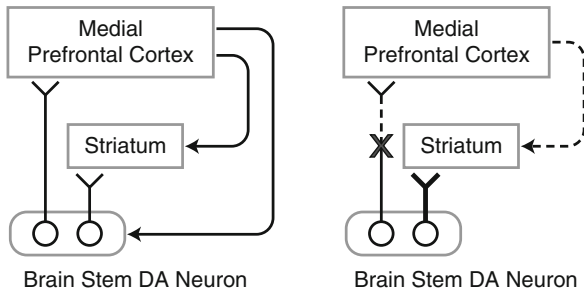 Medial
Prefrontal Cortex
Striatum
Brain Stem DA Neuron
Medial
Prefrontal Cortex
Striatum
Brain Stem DA Neuron